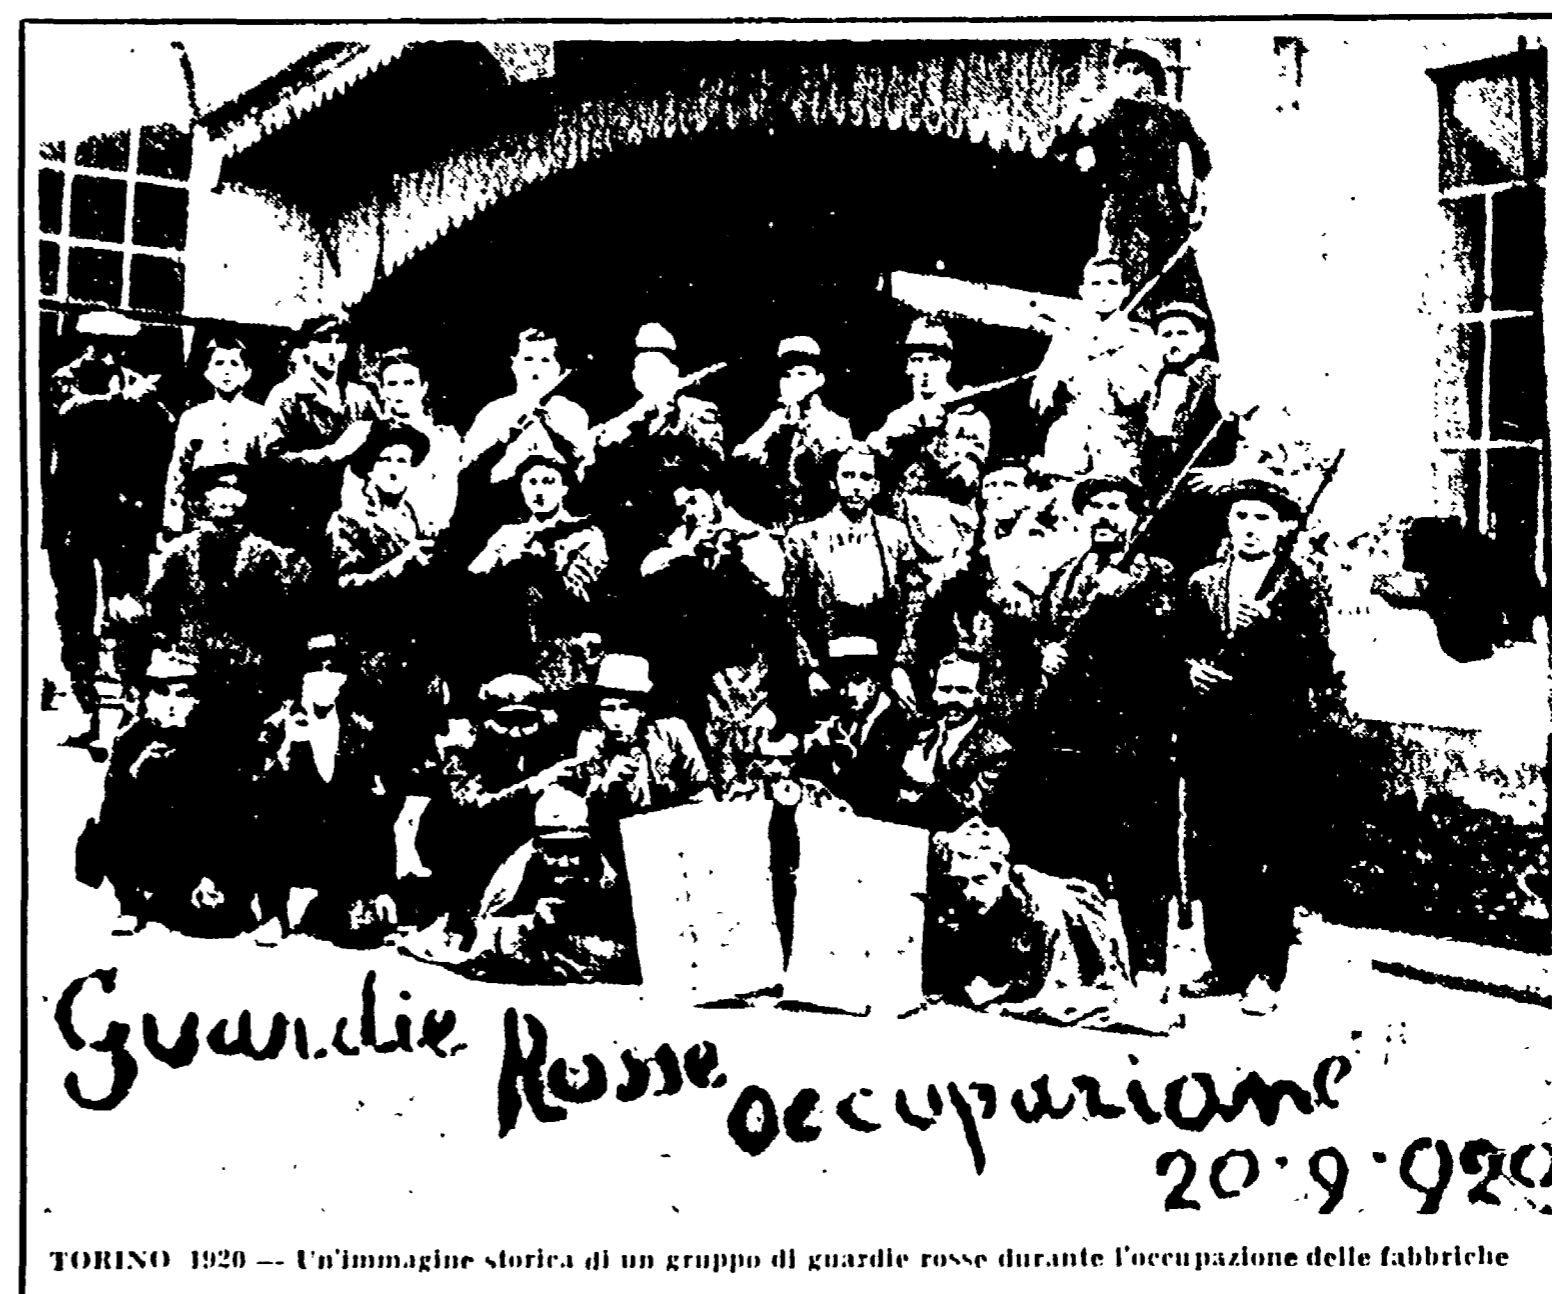 Guardie Rosse occupazione
20·9·920
TORINO 1920 — Un'immagine storica di un gruppo di guardie rosse durante l'occupazione delle fabbriche